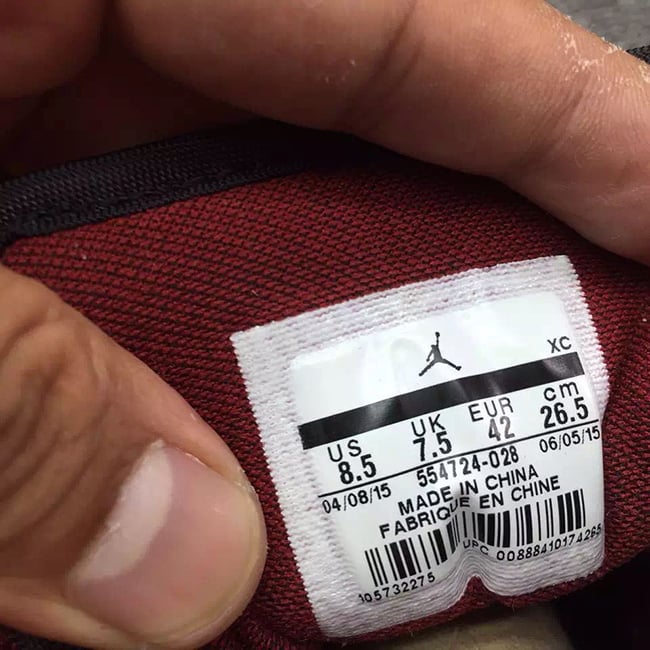 XC
US UK EUR cm
8.5 7.5 42 26.5
554724-028
04/08/15 06/05/15
MADE IN CHINA
FABRIQUE EN CHINE
105732275 UPC 00888410174265